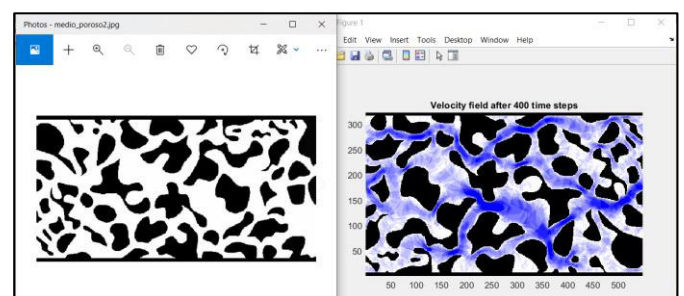 Photos - medio_poroso2.jpg
Figure 1
Edit View Insert Tools Desktop Window Help
Velocity field after 400 time steps
300
250
200
150
100
50
50 100 150 200 250 300 350 400 450 500